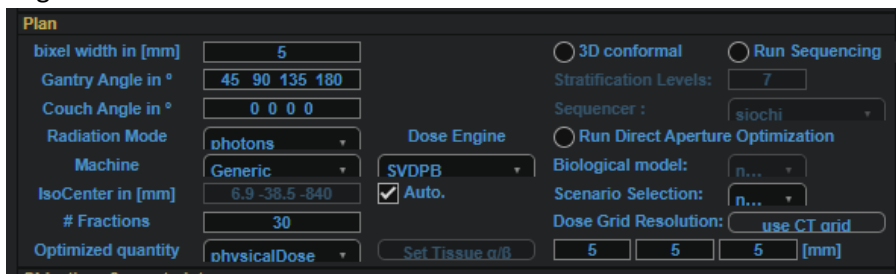 Plan
bixel width in [mm] 5 3D conformal Run Sequencing
Gantry Angle in º 45 90 135 180 Stratification Levels: 7
Couch Angle in º 0 0 0 0 Sequencer : siochi
Radiation Mode photons Dose Engine Run Direct Aperture Optimization
Machine Generic SVDPB Biological model: n...
IsoCenter in [mm] 6.9 -38.5 -840 Auto. Scenario Selection: n...
# Fractions 30 Dose Grid Resolution: use CT grid
Optimized quantity physicalDose Set Tissue α/ß 5 5 5 [mm]